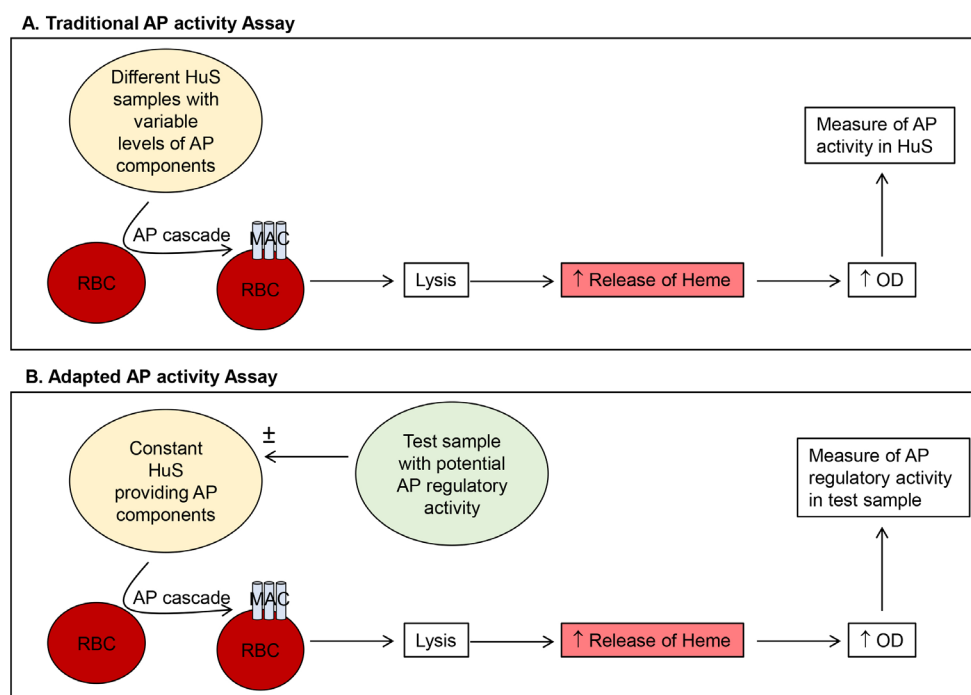 A. Traditional AP activity Assay
Different HuS
samples with
variable
levels of AP
components
AP cascade
RBC
MAC
RBC
Lysis
↑ Release of Heme
↑ OD
Measure of AP
activity in HuS
B. Adapted AP activity Assay
Constant
HuS
providing AP
components
±
Test sample
with potential
AP regulatory
activity
AP cascade
RBC
MAC
RBC
Lysis
↑ Release of Heme
↑ OD
Measure of AP
regulatory activity
in test sample